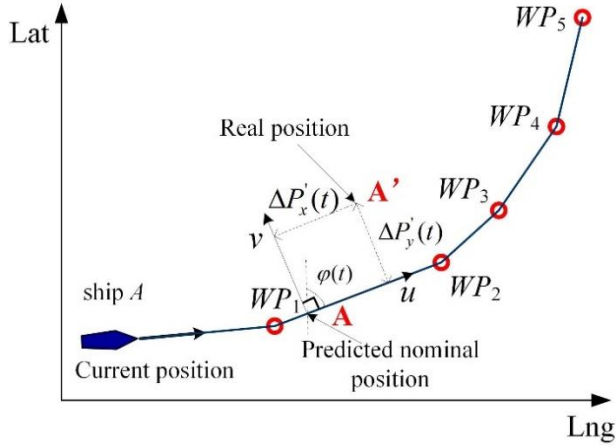 Lat
WP₅
WP₄
Real position
WP₃
ΔP'ₓ(t)
A'
v
ΔP'ᵧ(t)
φ(t)
WP₂
ship A
WP₁
u
A
Current position
Predicted nominal
position
Lng